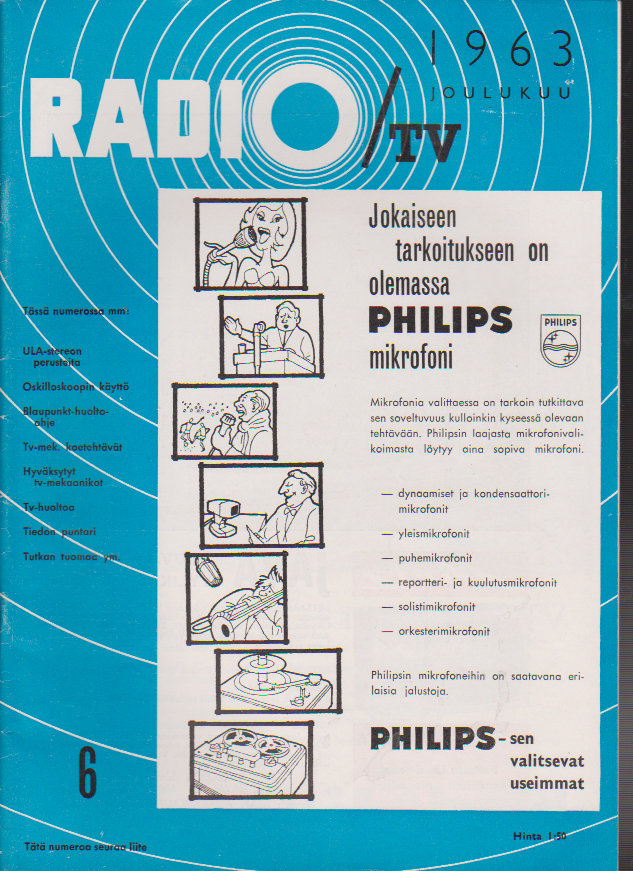 1963
JOULUKUU
RADIO/TV
Jokaiseen
tarkoitukseen on
olemassa
PHILIPS
mikrofoni
PHILIPS
Tässä numerossa mm:
ULA-stereon
perusteita
Oskilloskoopin käyttö
Blaupunkt-huolto-
ohje
Tv-mek. koetehtävät
Hyväksytyt
tv-mekaanikot
Tv-huoltoa
Tiedon puntari
Tutkan tuomaa ym.
Mikrofonia valittaessa on tarkoin tutkittava
sen soveltuvuus kulloinkin kyseessä olevaan
tehtävään. Philipsin laajasta mikrofonivali-
koimasta löytyy aina sopiva mikrofoni.
— dynaamiset ja kondensaattori-
mikrofonit
— yleismikrofonit
— puhemikrofonit
— reportteri- ja kuulutusmikrofonit
— solistimikrofonit
— orkesterimikrofonit
Philipsin mikrofoneihin on saatavana eri-
laisia jalustoja.
PHILIPS - sen
valitsevat
useimmat
6
Hinta 1:50
Tätä numeroa seuraa liite